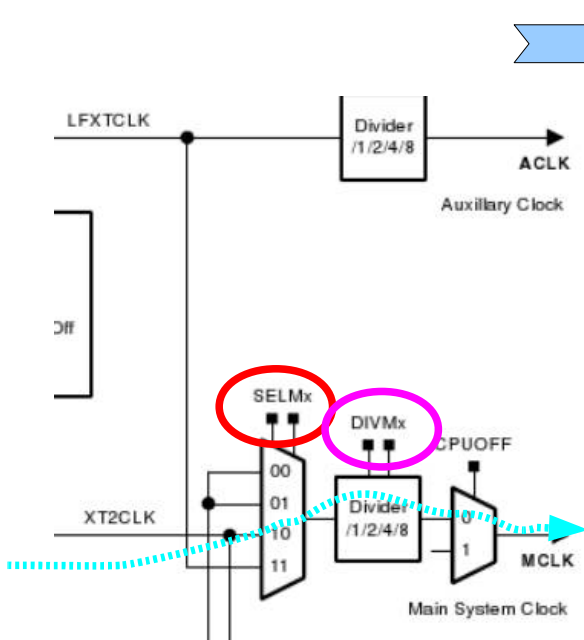 LFXTCLK
Divider
/1/2/4/8
ACLK
Auxillary Clock
Off
SELMx
DIVMx
CPUOFF
00
01
10
11
XT2CLK
Divider
/1/2/4/8
0
1
MCLK
Main System Clock